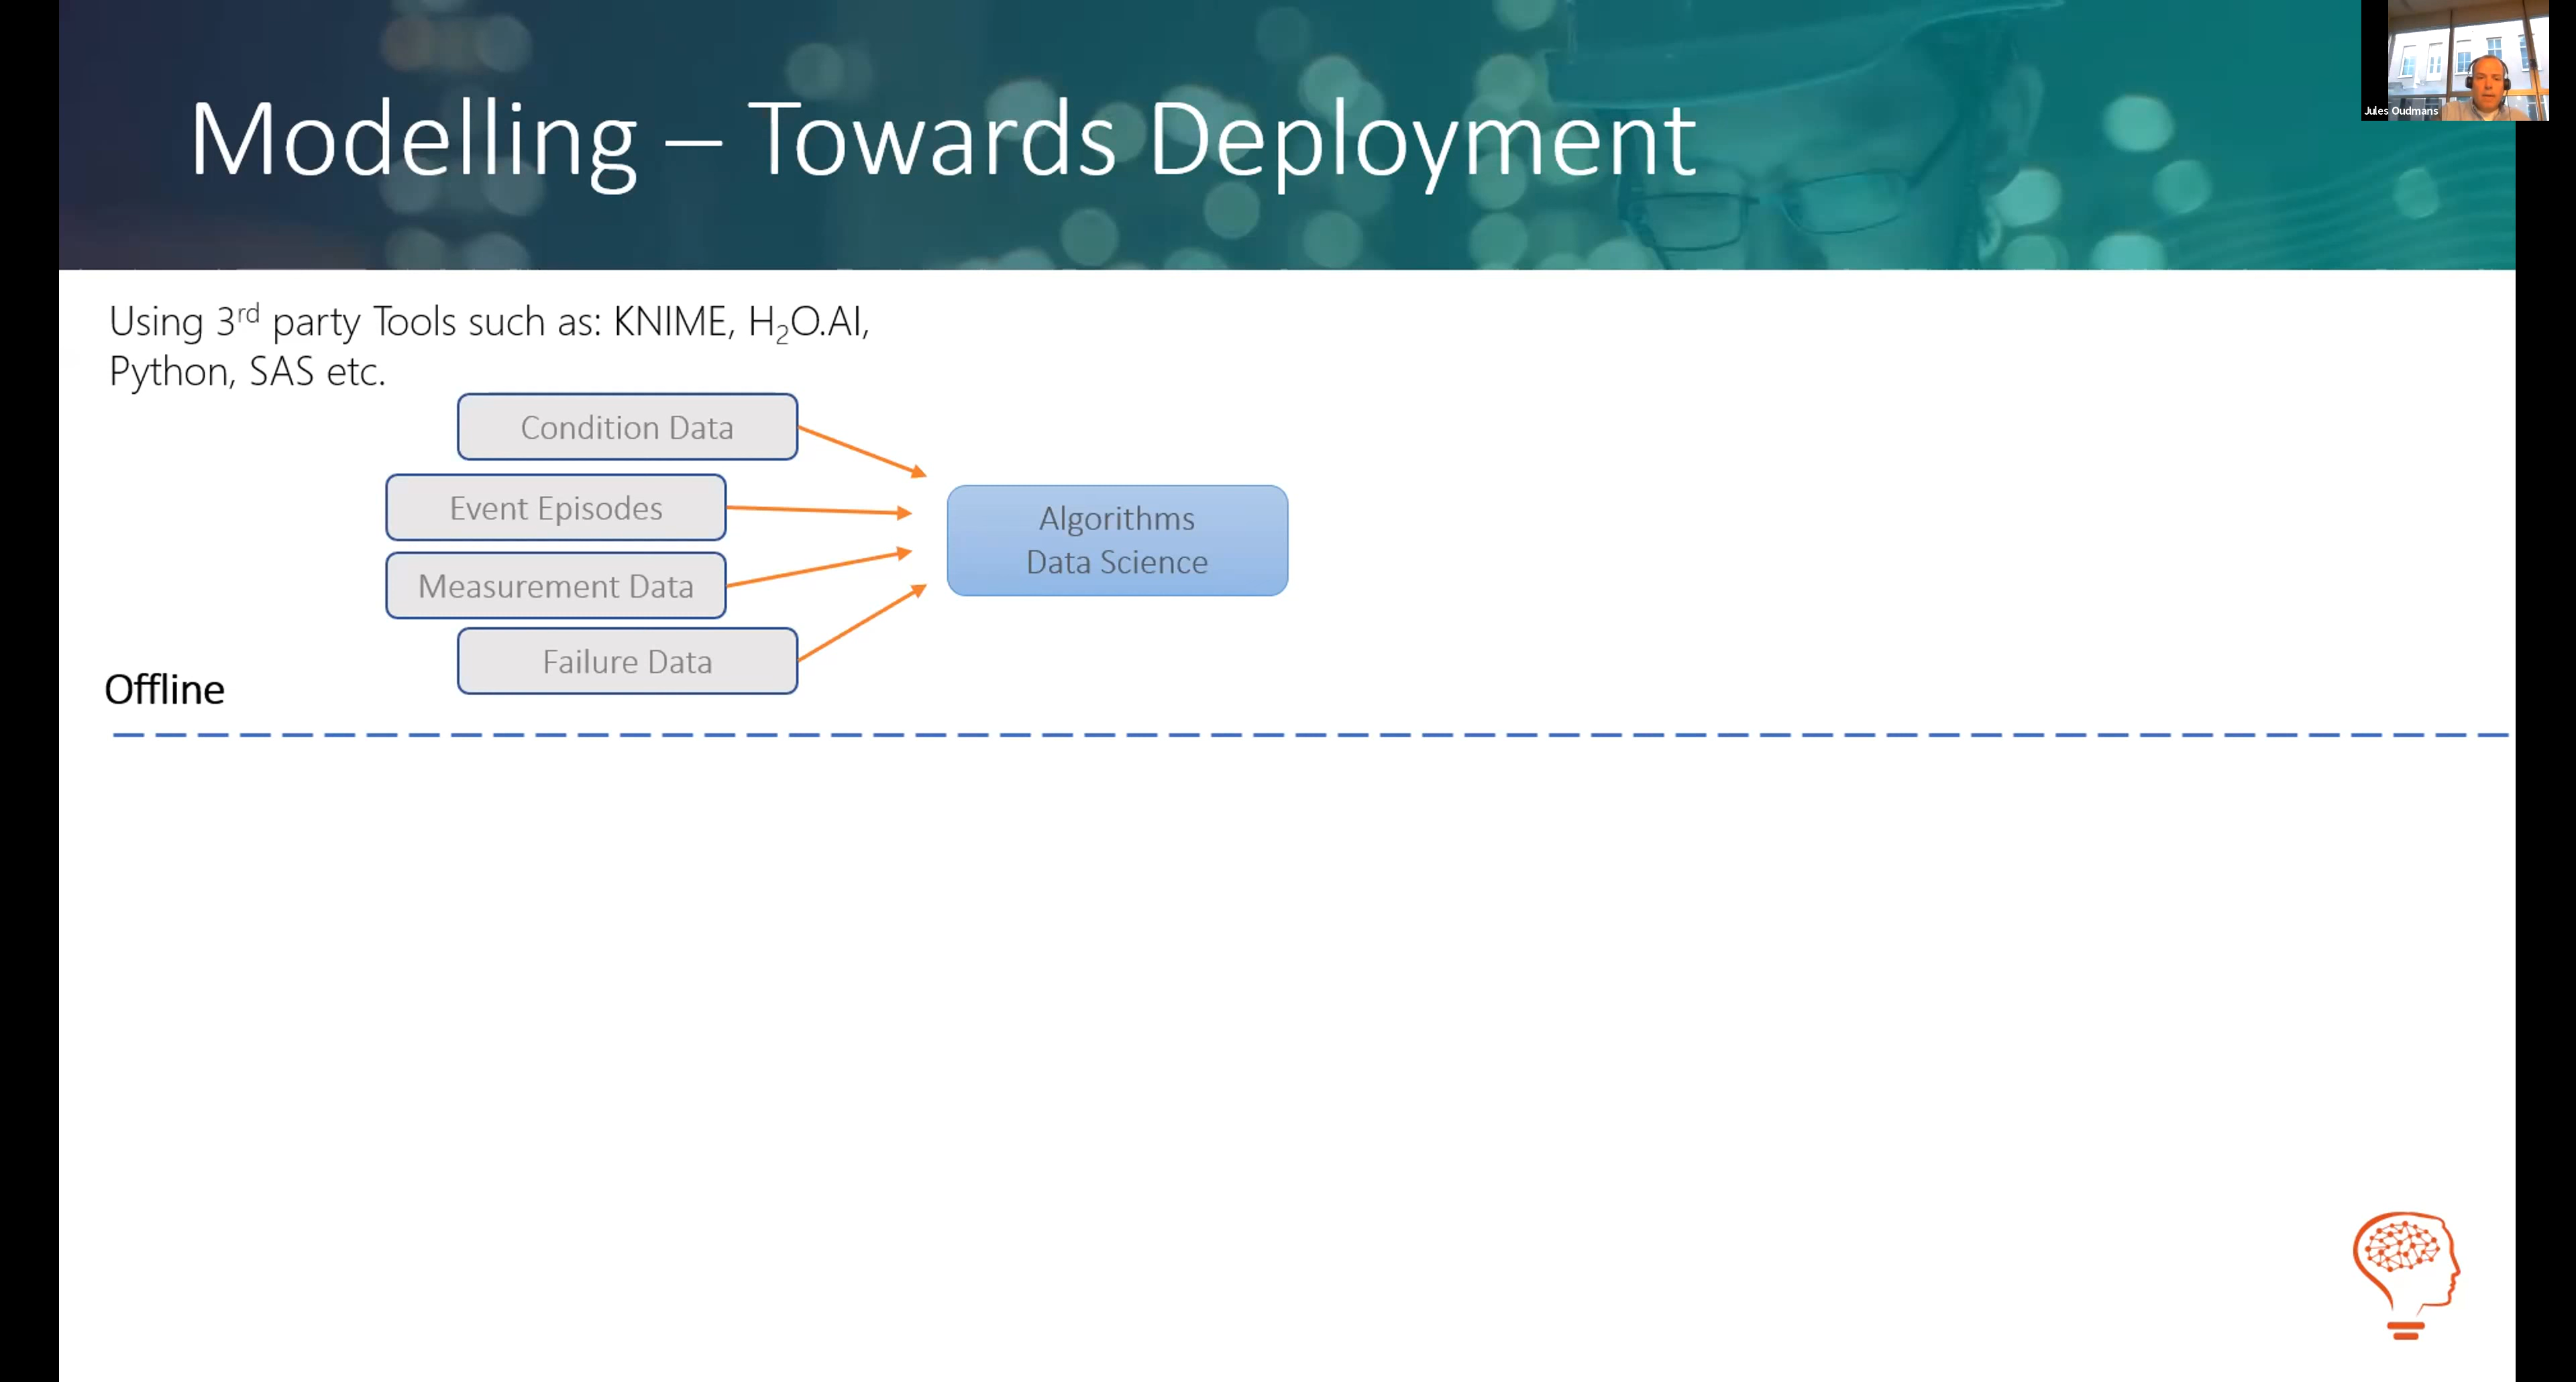 Modelling – Towards Deployment
Jules Oudmans
Using 3rd party Tools such as: KNIME, H2O.AI,
Python, SAS etc.
Condition Data
Event Episodes
Measurement Data
Failure Data
Algorithms
Data Science
Offline